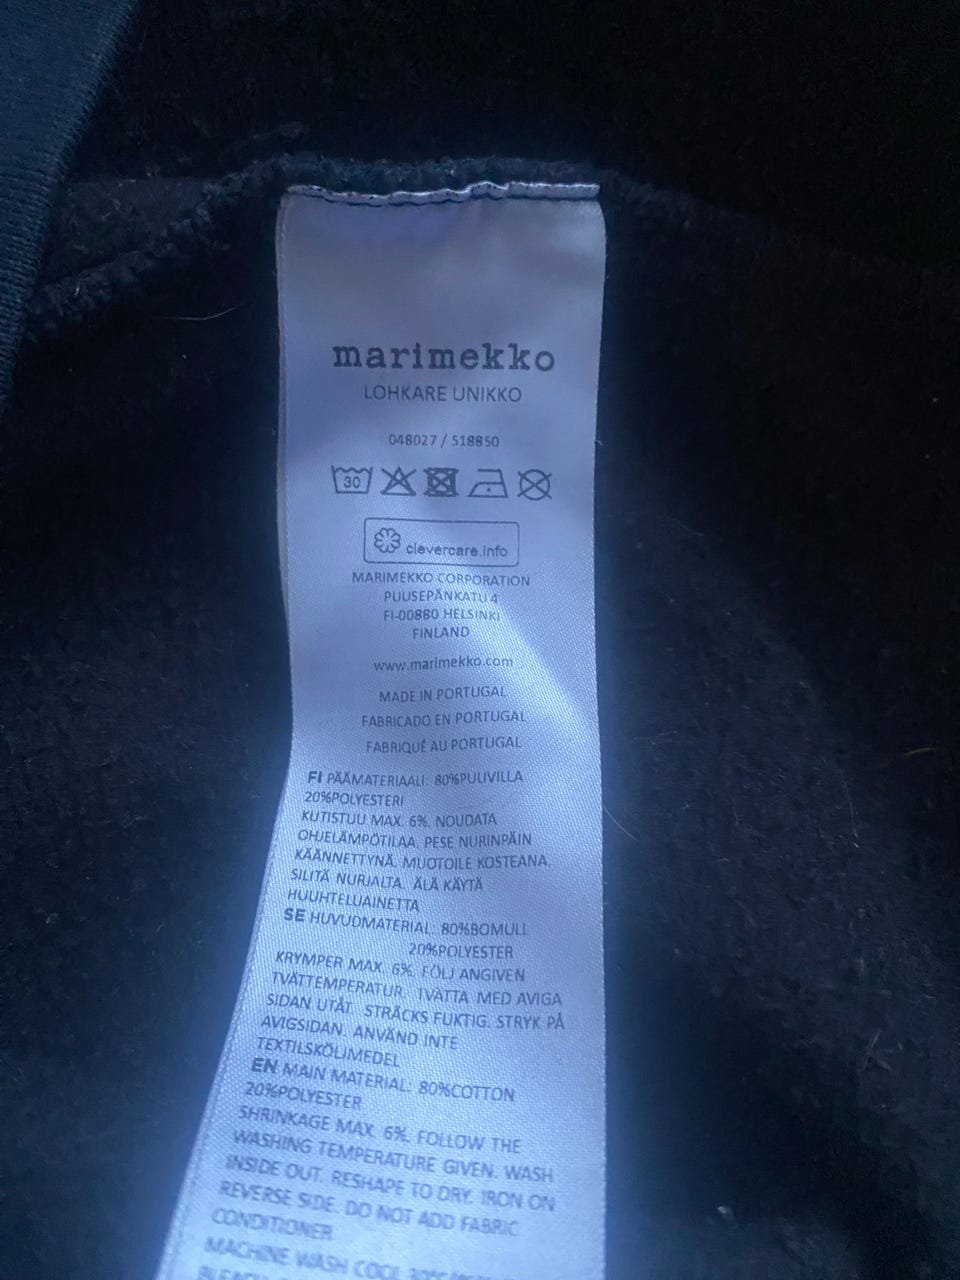 marimekko
LOHKARE UNIKKO
048027 / 518850
30
clevercare.info
MARIMEKKO CORPORATION
PUUSEPÄNKATU 4
FI-00880 HELSINKI
FINLAND
www.marimekko.com
MADE IN PORTUGAL
FABRICADO EN PORTUGAL
FABRIQUÉ AU PORTUGAL
FI PÄÄMATERIAALI: 80%PUUVILLA
20%POLYESTERI
KUTISTUU MAX. 6%. NOUDATA
OHJELÄMPÖTILAA. PESE NURINPÄIN
KÄÄNNETTYNÄ. MUOTOILE KOSTEANA.
SILITÄ NURJALTA. ÄLÄ KÄYTÄ
HUUHTELUAINETTA
SE HUVUDMATERIAL: 80%BOMULL
20%POLYESTER
KRYMPER MAX. 6%. FÖLJ ANGIVEN
TVÄTTEMPERATUR. TVÄTTA MED AVIGA
SIDAN UTÅT. STRÄCKS FUKTIG. STRYK PÅ
AVIGSIDAN. ANVÄND INTE
TEXTILSKÖLJMEDEL
EN MAIN MATERIAL: 80%COTTON
20%POLYESTER
SHRINKAGE MAX. 6%. FOLLOW THE
WASHING TEMPERATURE GIVEN. WASH
INSIDE OUT. RESHAPE TO DRY. IRON ON
REVERSE SIDE. DO NOT ADD FABRIC
CONDITIONER
MACHINE WASH COOL